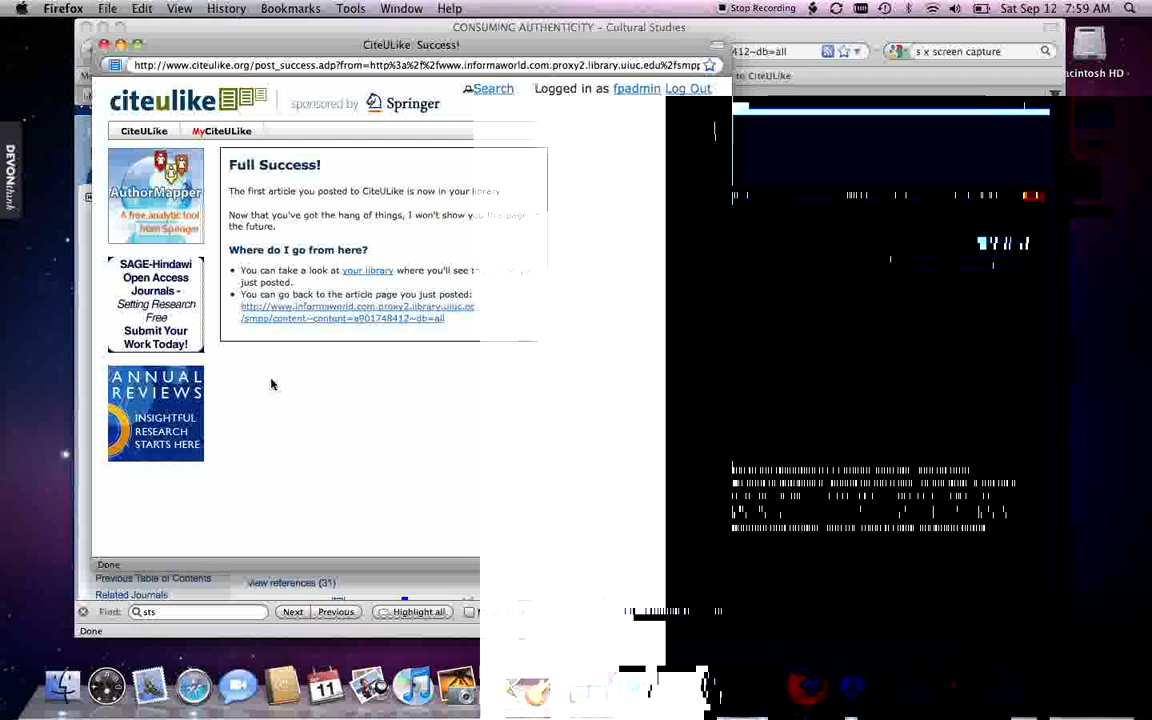 Firefox File Edit View History Bookmarks Tools Window Help Stop Recording Sat Sep 12 7:59 AM
CONSUMING AUTHENTICITY – Cultural Studies
CiteULike: Success!
412~db=all
s x screen capture
http://www.citeulike.org/post_success.adp?from=http%3a%2f%2fwww.informaworld.com.proxy2.library.uiuc.edu%2fsmpp
to CiteULike
acintosh HD
Search Logged in as fpadmin Log Out
citeulike sponsored by Springer
CiteULike MyCiteULike
DEVONthink
AuthorMapper
A free analytic tool
from Springer
Full Success!
The first article you posted to CiteULike is now in your library
Now that you've got the hang of things, I won't show you this page
the future.
Where do I go from here?
You can take a look at your library where you'll see
just posted.
You can go back to the article page you just posted:
http://www.informaworld.com.proxy2.library.uiuc.ec
/smpp/content~content=a901748412~db=all
SAGE-Hindawi
Open Access
Journals -
Setting Research
Free
Submit Your
Work Today!
ANNUAL
REVIEWS
INSIGHTFUL
RESEARCH
STARTS HERE
Done
Previous Table of Contents
View references (31)
Related Journals
Find: sts Next Previous Highlight all
Done
11